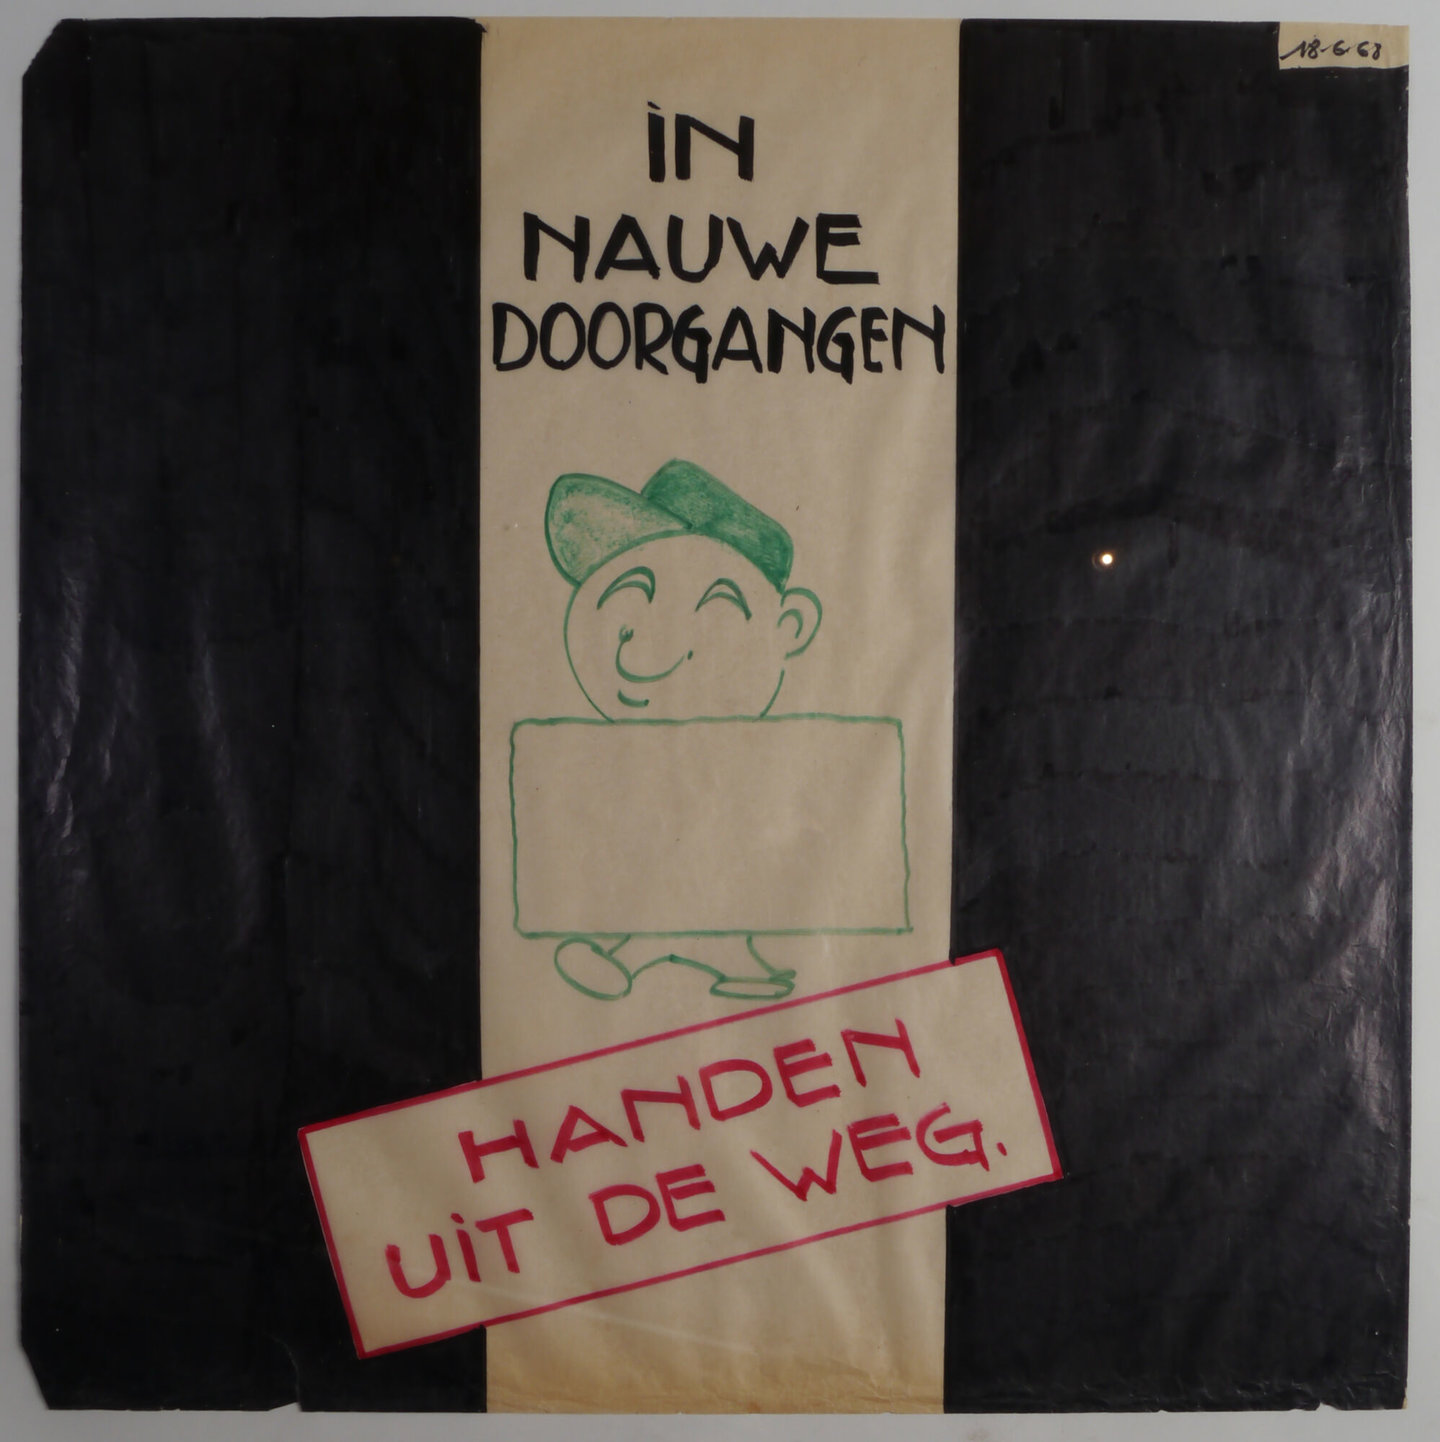 18-6-68
iN
NAUWE
DOORGANGEN
HANDEN
UiT DE WEG.